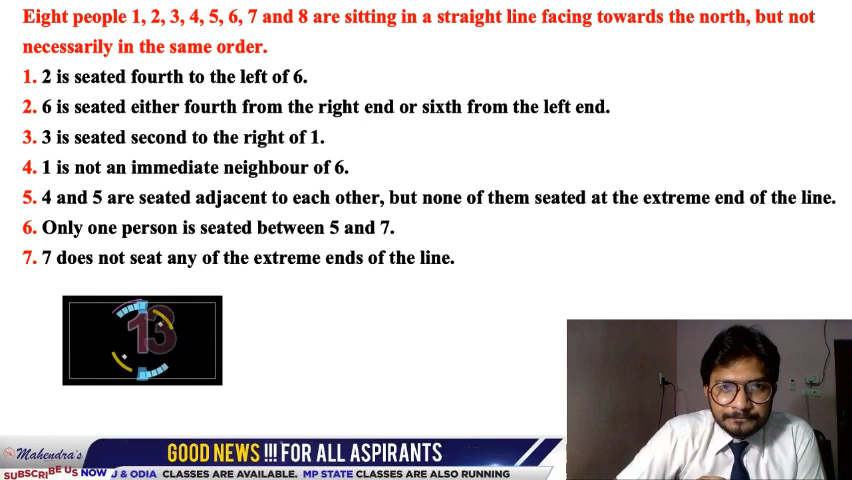 Eight people 1, 2, 3, 4, 5, 6, 7 and 8 are sitting in a straight line facing towards the north, but not
necessarily in the same order.
1. 2 is seated fourth to the left of 6.
2. 6 is seated either fourth from the right end or sixth from the left end.
3. 3 is seated second to the right of 1.
4. 1 is not an immediate neighbour of 6.
5. 4 and 5 are seated adjacent to each other, but none of them seated at the extreme end of the line.
6. Only one person is seated between 5 and 7.
7. 7 does not seat any of the extreme ends of the line.
13
Mahendra's
GOOD NEWS !!! FOR ALL ASPIRANTS
SUBSCRIBE US NOW
J & ODIA CLASSES ARE AVAILABLE. MP STATE CLASSES ARE ALSO RUNNING